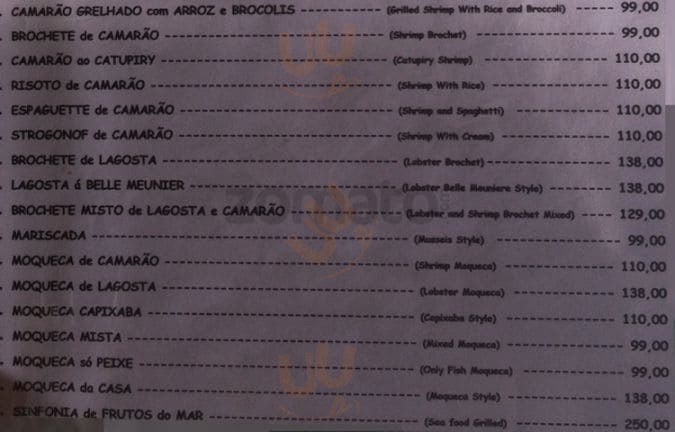 . CAMARÃO GRELHADO com ARROZ e BROCOLIS ----------- (Grilled Shrimp With Rice and Broccoli) ----- 99,00
. BROCHETE de CAMARÃO ----------- (Shrimp Brochet) ----------- 99,00
. CAMARÃO ao CATUPIRY ----------- (Catupiry Shrimp) ----------- 110,00
. RISOTO de CAMARÃO ----------- (Shrimp With Rice) ----------- 110,00
. ESPAGUETTE de CAMARÃO ----------- (Shrimp and Spaghetti) ----------- 110,00
. STROGONOF de CAMARÃO ----------- (Shrimp With Cream) ----------- 110,00
. BROCHETE de LAGOSTA ----------- (Lobster Brochet) ----------- 138,00
. LAGOSTA á BELLE MEUNIER ----------- (Lobster Belle Meuniere Style) ----------- 138,00
. BROCHETE MISTO de LAGOSTA e CAMARÃO ----------- (Lobster and Shrimp Brochet Mixed) ----- 129,00
. MARISCADA ----------- (Musseis Style) ----------- 99,00
. MOQUECA de CAMARÃO ----------- (Shrimp Moqueca) ----------- 110,00
. MOQUECA de LAGOSTA ----------- (Lobster Moqueca) ----------- 138,00
. MOQUECA CAPIXABA ----------- (Capixaba Style) ----------- 110,00
. MOQUECA MISTA ----------- (Mixed Moqueca) ----------- 99,00
. MOQUECA só PEIXE ----------- (Only Fish Moqueca) ----------- 99,00
. MOQUECA da CASA ----------- (Moqueca Style) ----------- 138,00
. SINFONIA de FRUTOS do MAR ----------- (Sea food Grilled) ----------- 250,00
zomato